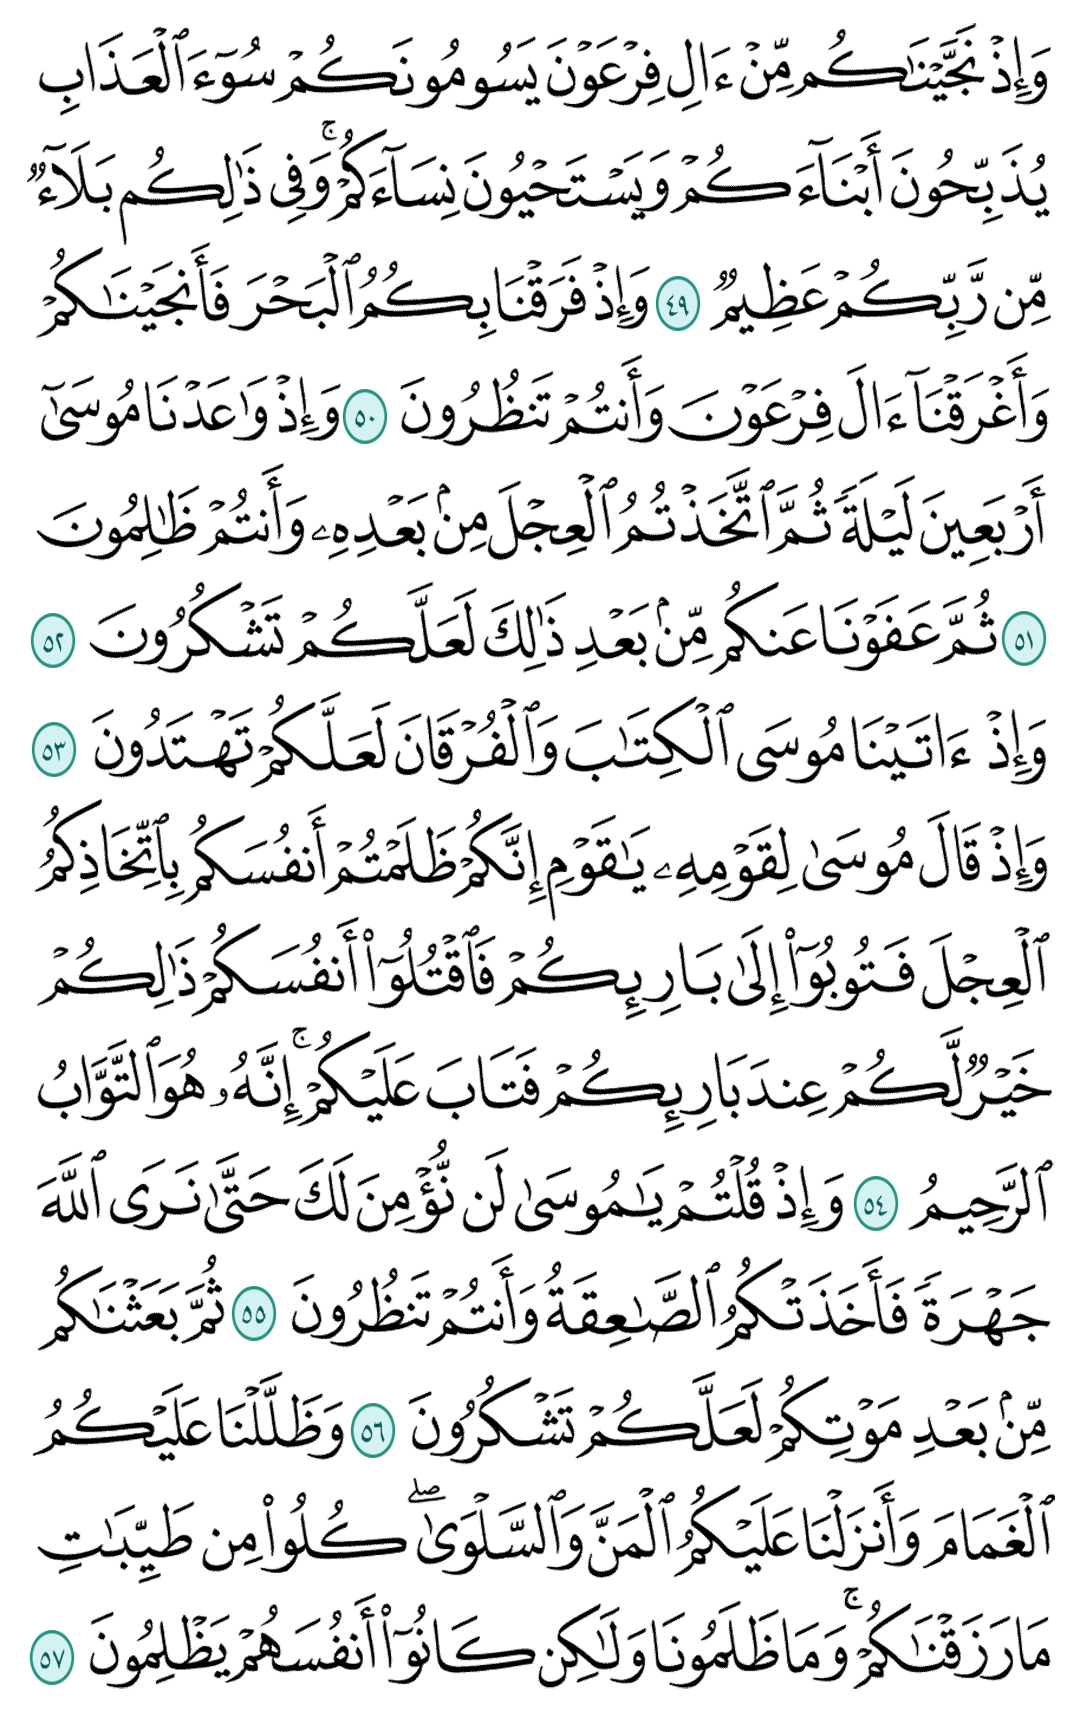 وَإِذْ نَجَّيْنَٰكُم مِّنْ ءَالِ فِرْعَوْنَ يَسُومُونَكُمْ سُوٓءَ ٱلْعَذَابِ
يُذَبِّحُونَ أَبْنَآءَكُمْ وَيَسْتَحْيُونَ نِسَآءَكُمْ ۚ وَفِى ذَٰلِكُم بَلَآءٌ
مِّن رَّبِّكُمْ عَظِيمٌ ٤٩ وَإِذْ فَرَقْنَا بِكُمُ ٱلْبَحْرَ فَأَنجَيْنَٰكُمْ
وَأَغْرَقْنَآ ءَالَ فِرْعَوْنَ وَأَنتُمْ تَنظُرُونَ ٥٠ وَإِذْ وَٰعَدْنَا مُوسَىٰٓ
أَرْبَعِينَ لَيْلَةً ثُمَّ ٱتَّخَذْتُمُ ٱلْعِجْلَ مِنۢ بَعْدِهِۦ وَأَنتُمْ ظَٰلِمُونَ
٥١ ثُمَّ عَفَوْنَا عَنكُم مِّنۢ بَعْدِ ذَٰلِكَ لَعَلَّكُمْ تَشْكُرُونَ ٥٢
وَإِذْ ءَاتَيْنَا مُوسَى ٱلْكِتَٰبَ وَٱلْفُرْقَانَ لَعَلَّكُمْ تَهْتَدُونَ ٥٣
وَإِذْ قَالَ مُوسَىٰ لِقَوْمِهِۦ يَٰقَوْمِ إِنَّكُمْ ظَلَمْتُمْ أَنفُسَكُم بِٱتِّخَاذِكُمُ
ٱلْعِجْلَ فَتُوبُوٓا۟ إِلَىٰ بَارِئِكُمْ فَٱقْتُلُوٓا۟ أَنفُسَكُمْ ذَٰلِكُمْ
خَيْرٌ لَّكُمْ عِندَ بَارِئِكُمْ فَتَابَ عَلَيْكُمْ ۚ إِنَّهُۥ هُوَ ٱلتَّوَّابُ
ٱلرَّحِيمُ ٥٤ وَإِذْ قُلْتُمْ يَٰمُوسَىٰ لَن نُّؤْمِنَ لَكَ حَتَّىٰ نَرَى ٱللَّهَ
جَهْرَةً فَأَخَذَتْكُمُ ٱلصَّٰعِقَةُ وَأَنتُمْ تَنظُرُونَ ٥٥ ثُمَّ بَعَثْنَٰكُم
مِّنۢ بَعْدِ مَوْتِكُمْ لَعَلَّكُمْ تَشْكُرُونَ ٥٦ وَظَلَّلْنَا عَلَيْكُمُ
ٱلْغَمَامَ وَأَنزَلْنَا عَلَيْكُمُ ٱلْمَنَّ وَٱلسَّلْوَىٰ ۖ كُلُوا۟ مِن طَيِّبَٰتِ
مَا رَزَقْنَٰكُمْ ۚ وَمَا ظَلَمُونَا وَلَٰكِن كَانُوٓا۟ أَنفُسَهُمْ يَظْلِمُونَ ٥٧